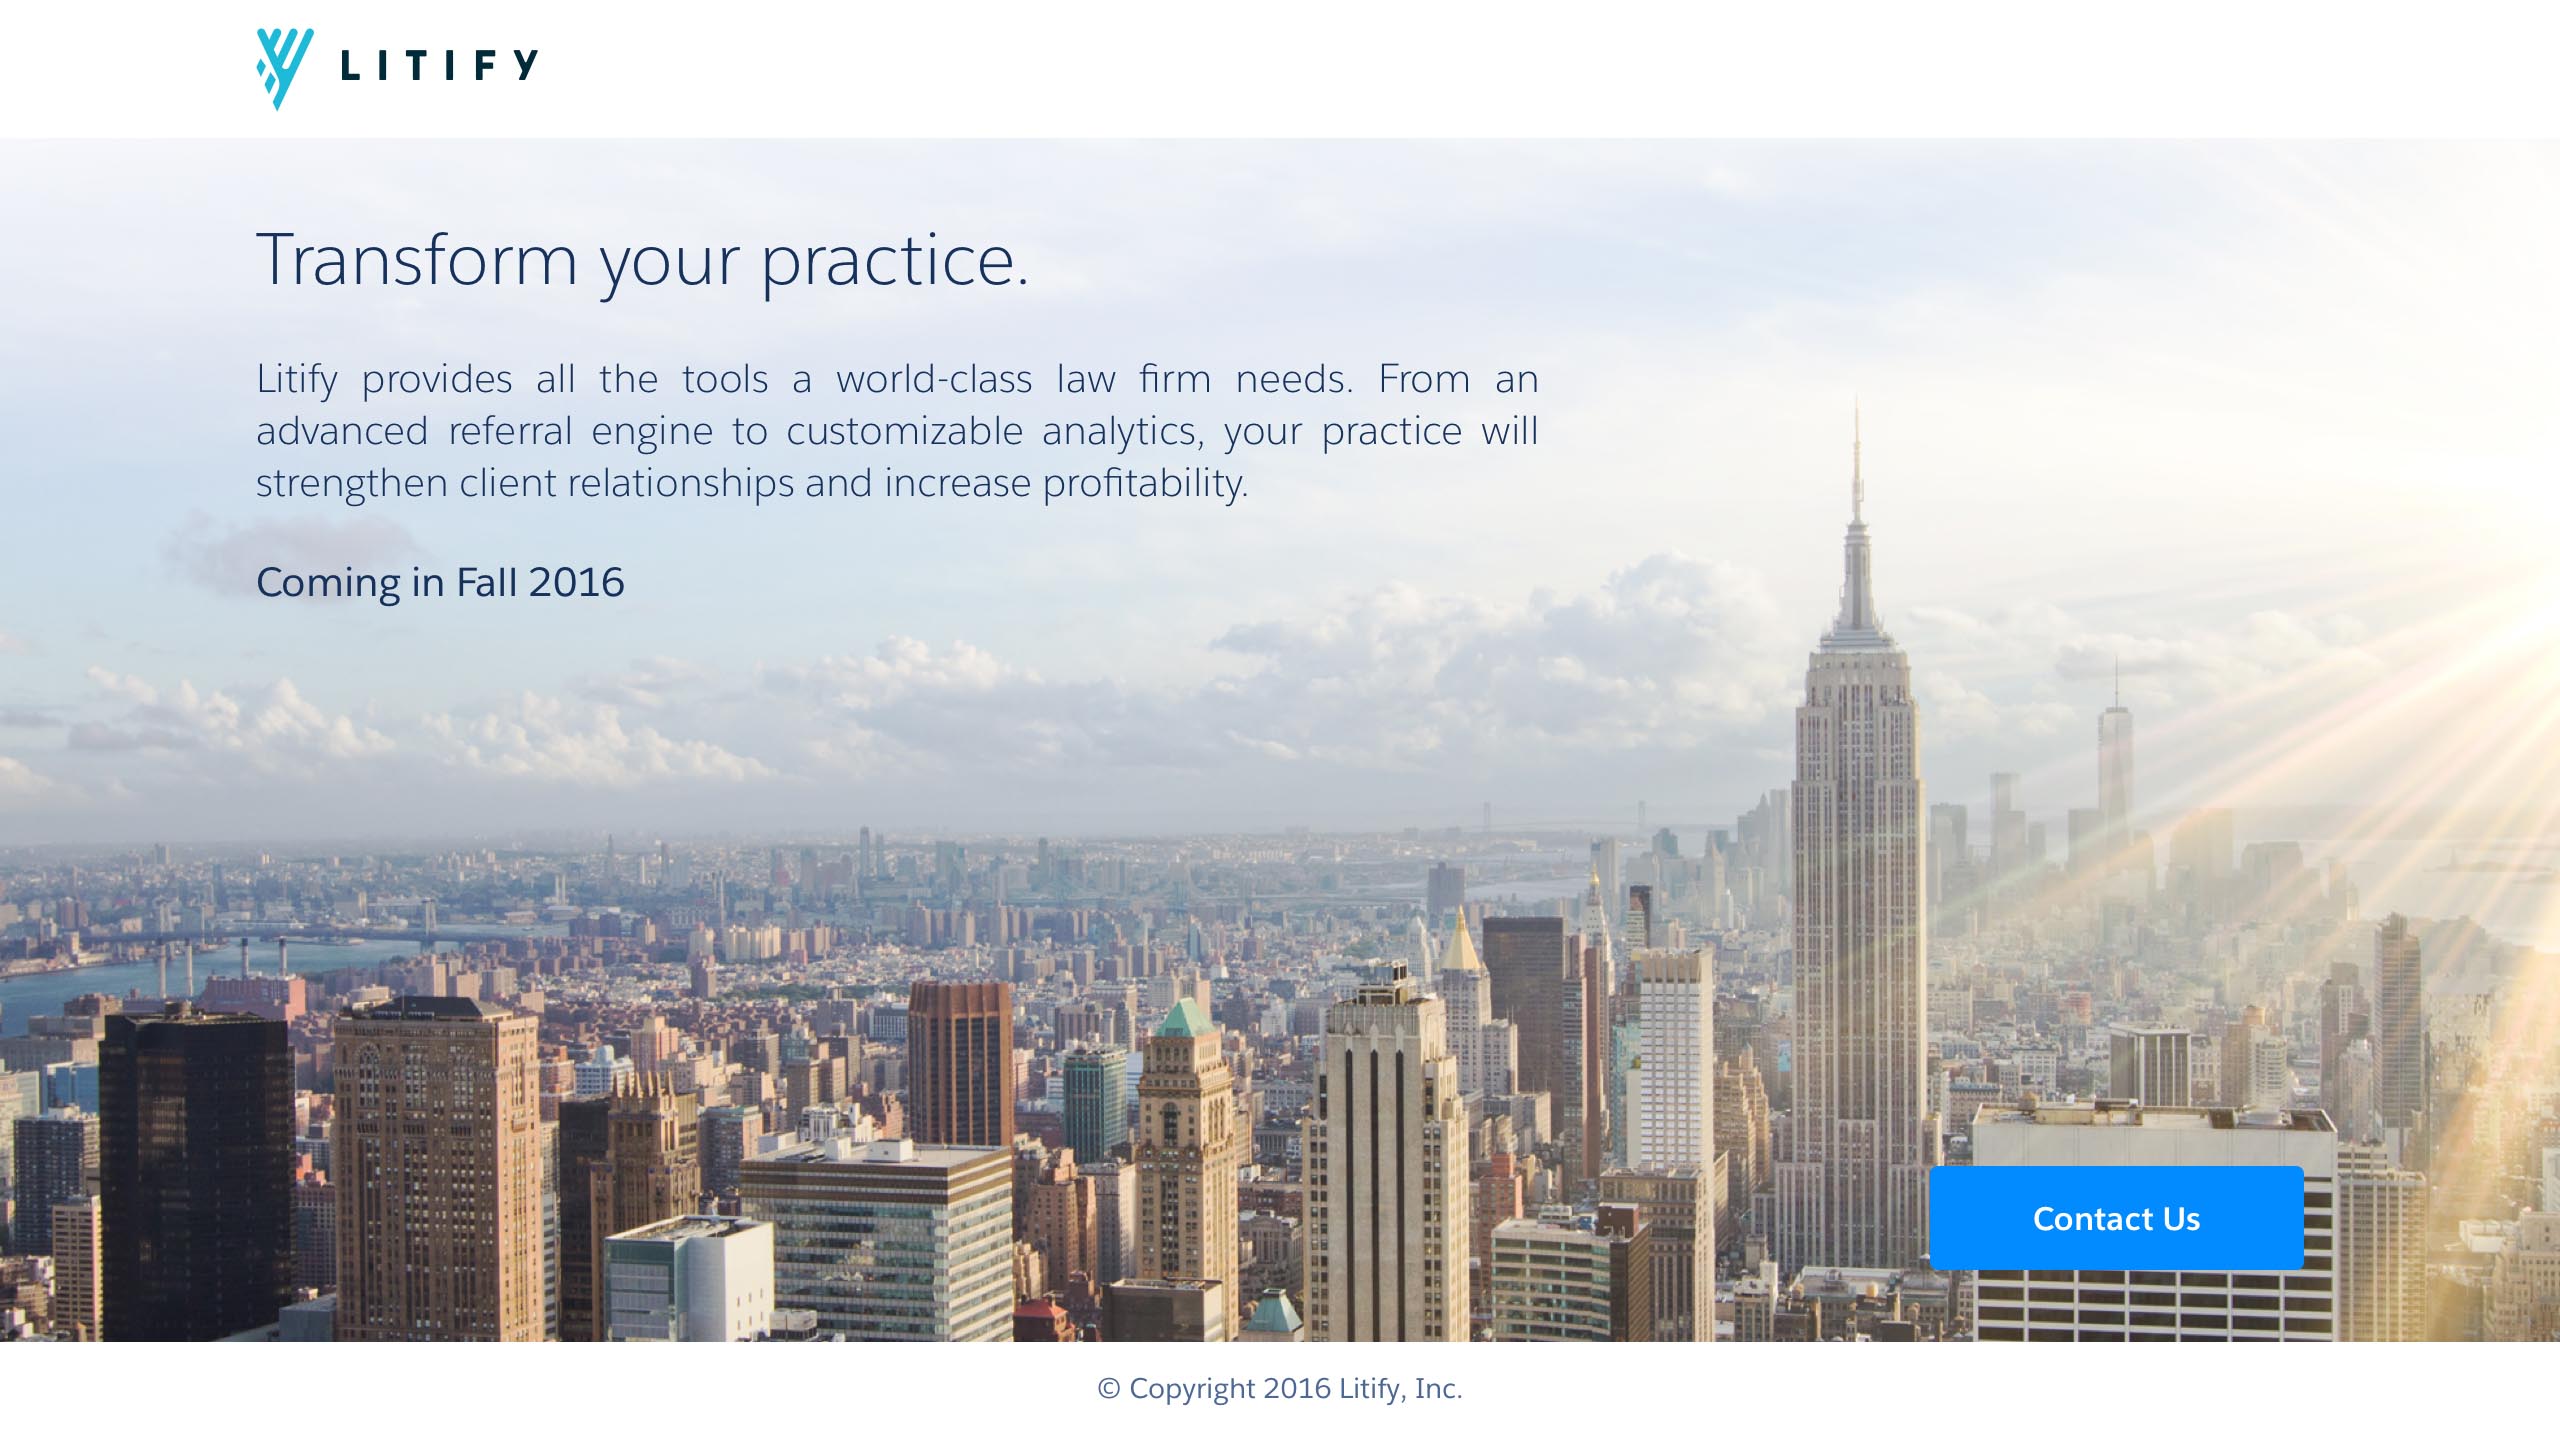 LITIFY
Transform your practice.
Litify provides all the tools a world-class law firm needs. From an
advanced referral engine to customizable analytics, your practice will
strengthen client relationships and increase profitability.
Coming in Fall 2016
Contact Us
© Copyright 2016 Litify, Inc.